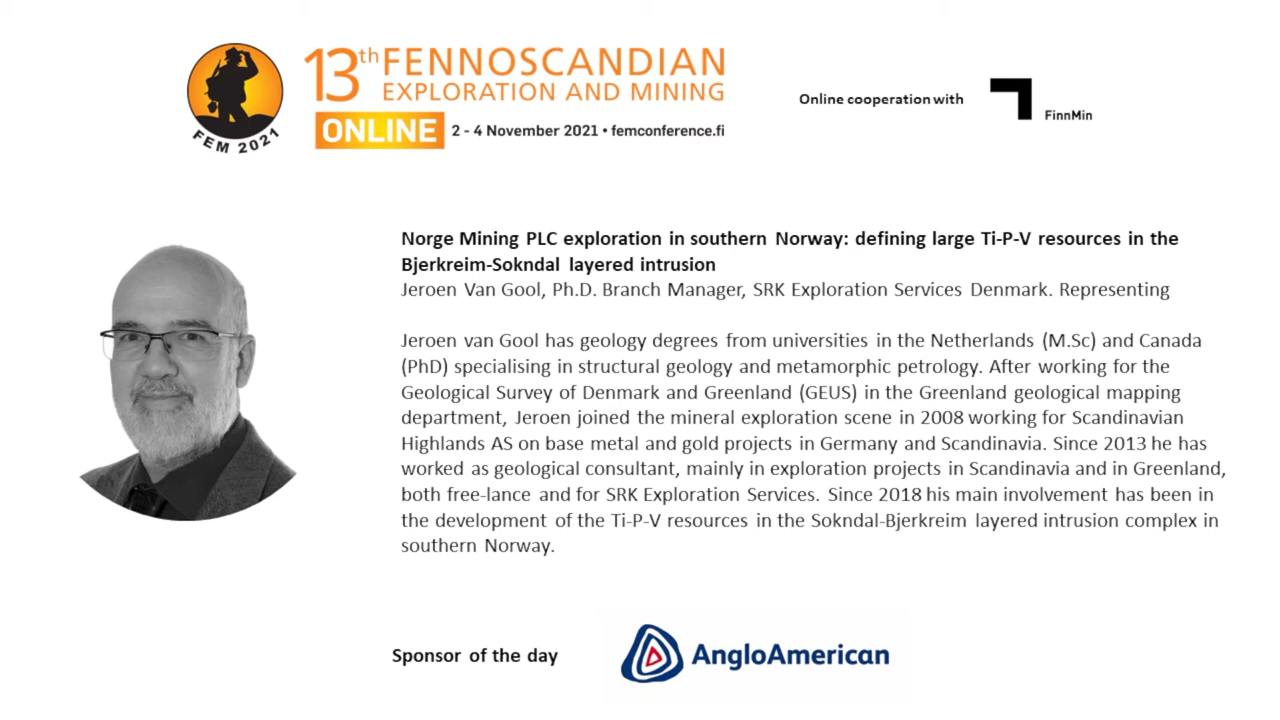 13th FENNOSCANDIAN
EXPLORATION AND MINING
ONLINE 2 - 4 November 2021 • femconference.fi
FEM 2021
Online cooperation with
FinnMin
Norge Mining PLC exploration in southern Norway: defining large Ti-P-V resources in the
Bjerkreim-Sokndal layered intrusion
Jeroen Van Gool, Ph.D. Branch Manager, SRK Exploration Services Denmark. Representing
Jeroen van Gool has geology degrees from universities in the Netherlands (M.Sc) and Canada
(PhD) specialising in structural geology and metamorphic petrology. After working for the
Geological Survey of Denmark and Greenland (GEUS) in the Greenland geological mapping
department, Jeroen joined the mineral exploration scene in 2008 working for Scandinavian
Highlands AS on base metal and gold projects in Germany and Scandinavia. Since 2013 he has
worked as geological consultant, mainly in exploration projects in Scandinavia and in Greenland,
both free-lance and for SRK Exploration Services. Since 2018 his main involvement has been in
the development of the Ti-P-V resources in the Sokndal-Bjerkreim layered intrusion complex in
southern Norway.
Sponsor of the day
AngloAmerican